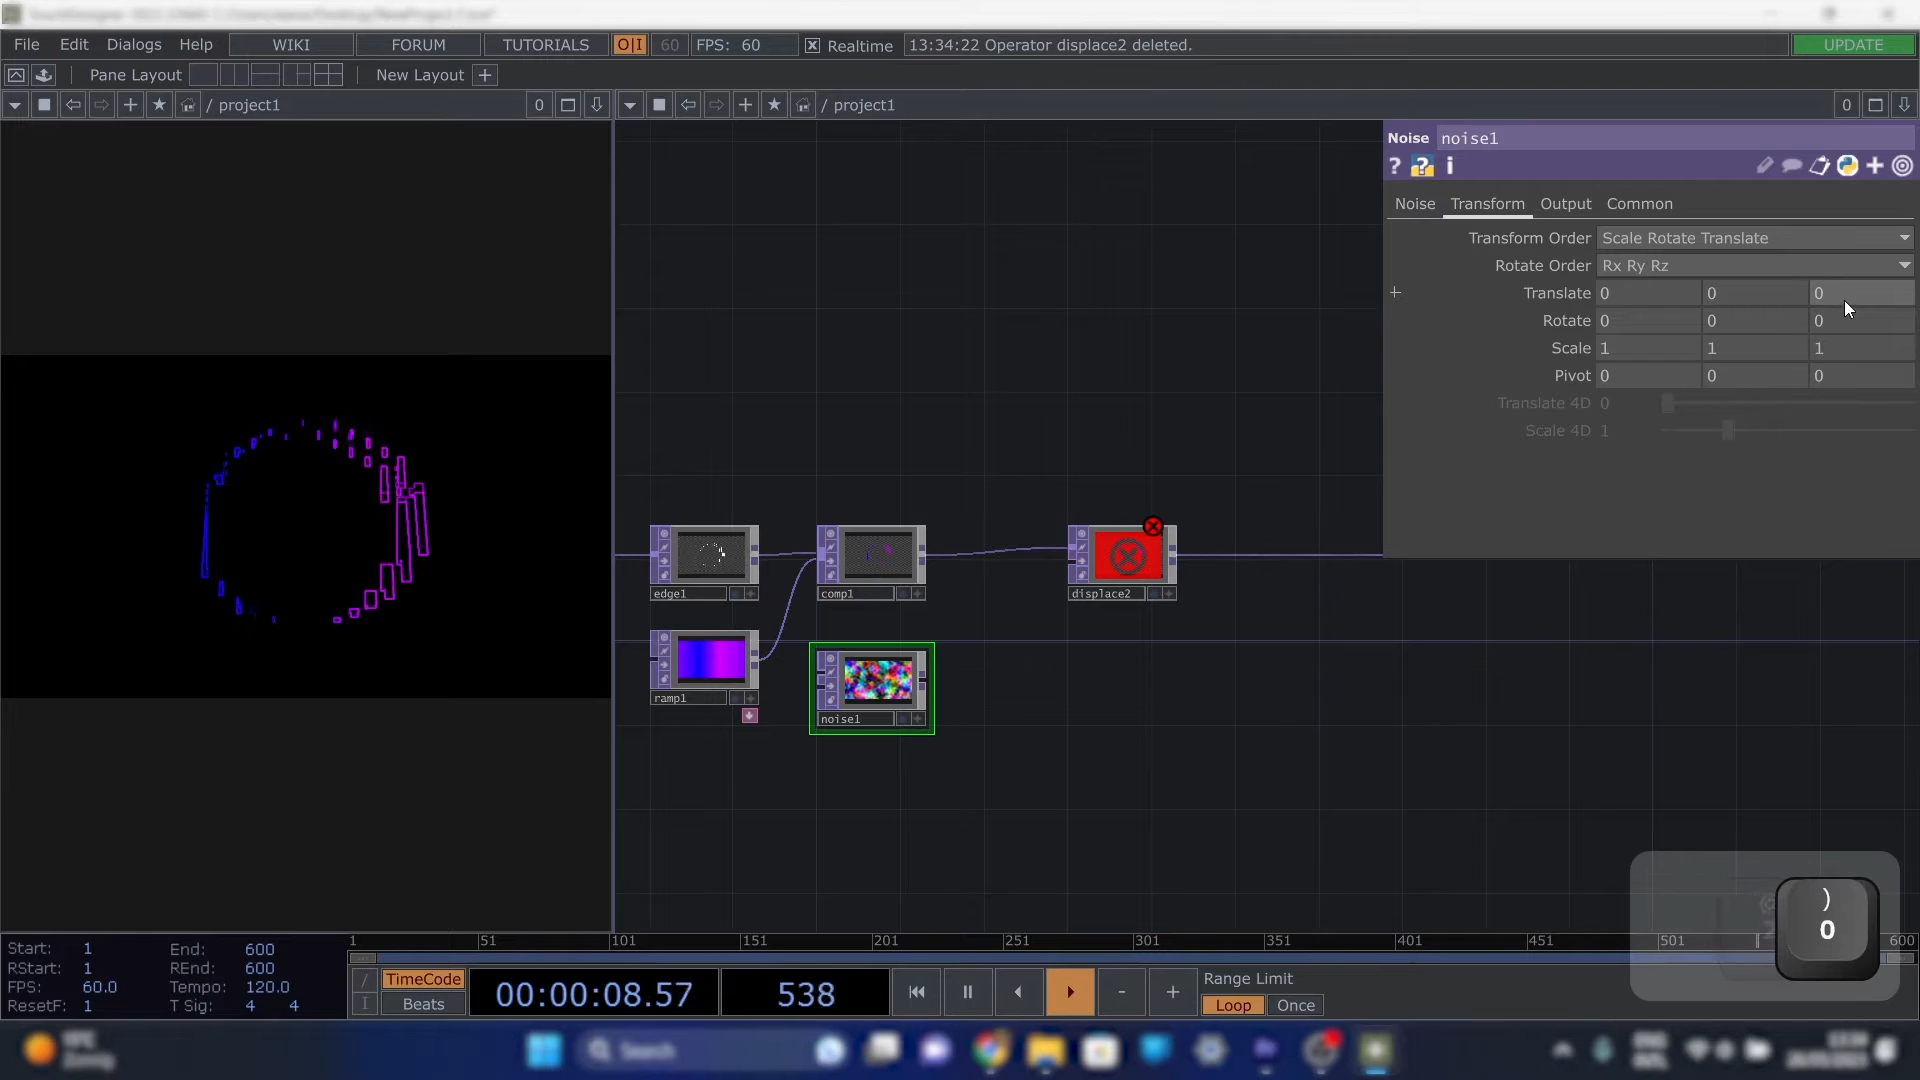 File Edit Dialogs Help WIKI FORUM TUTORIALS O|I 60 FPS: 60 Realtime 13:34:22 Operator displace2 deleted. UPDATE
Pane Layout New Layout
/ project1 0 / project1 0
Noise noise1
Noise Transform Output Common
Transform Order Scale Rotate Translate
Rotate Order Rx Ry Rz
Translate 0 0 0
Rotate 0 0 0
Scale 1 1 1
Pivot 0 0 0
Translate 4D 0
Scale 4D 1
edge1 comp1 displace2
ramp1 noise1
)
0
1 51 101 151 201 251 301 351 401 451 501 600
Start: 1 End: 600
RStart: 1 REnd: 600
FPS: 60.0 Tempo: 120.0
ResetF: 1 T Sig: 4 4
TimeCode
Beats
00:00:08.57 538
Range Limit
Loop Once
Search